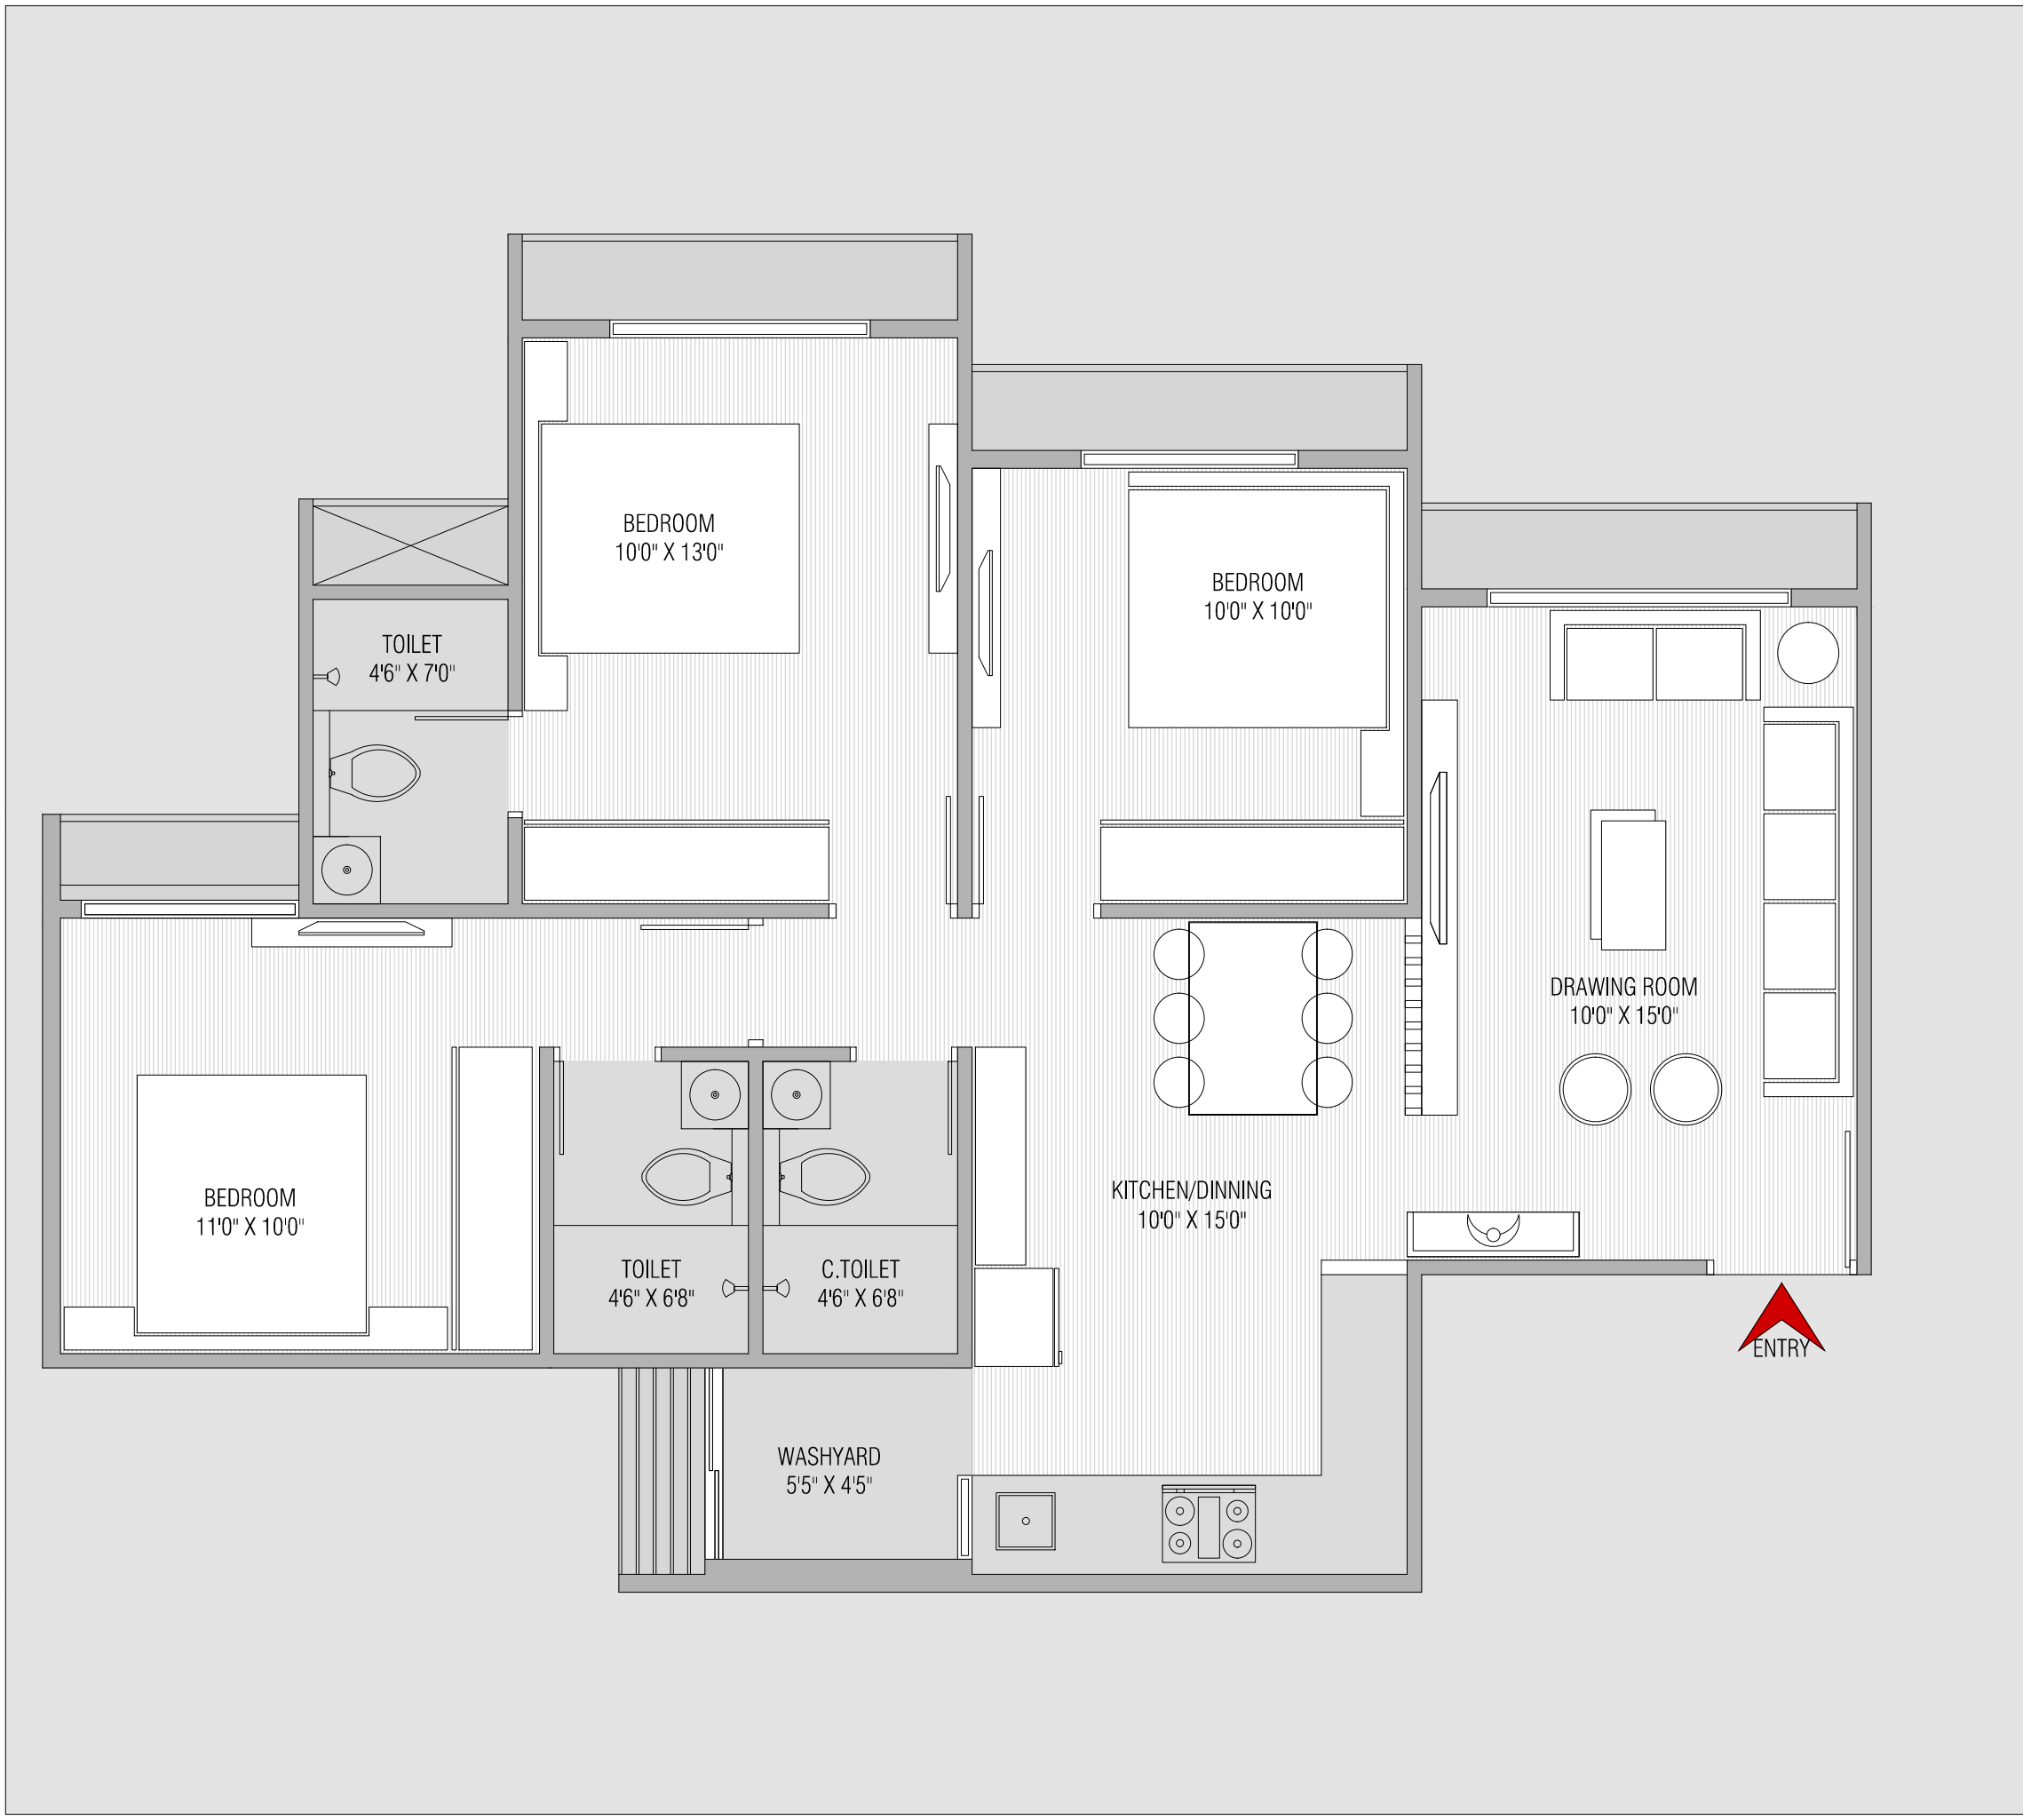 BEDROOM
10'0" X 13'0"
BEDROOM
10'0" X 10'0"
TOILET
4'6" X 7'0"
DRAWING ROOM
10'0" X 15'0"
BEDROOM
11'0" X 10'0"
KITCHEN/DINNING
10'0" X 15'0"
TOILET
4'6" X 6'8"
C.TOILET
4'6" X 6'8"
ENTRY
WASHYARD
5'5" X 4'5"